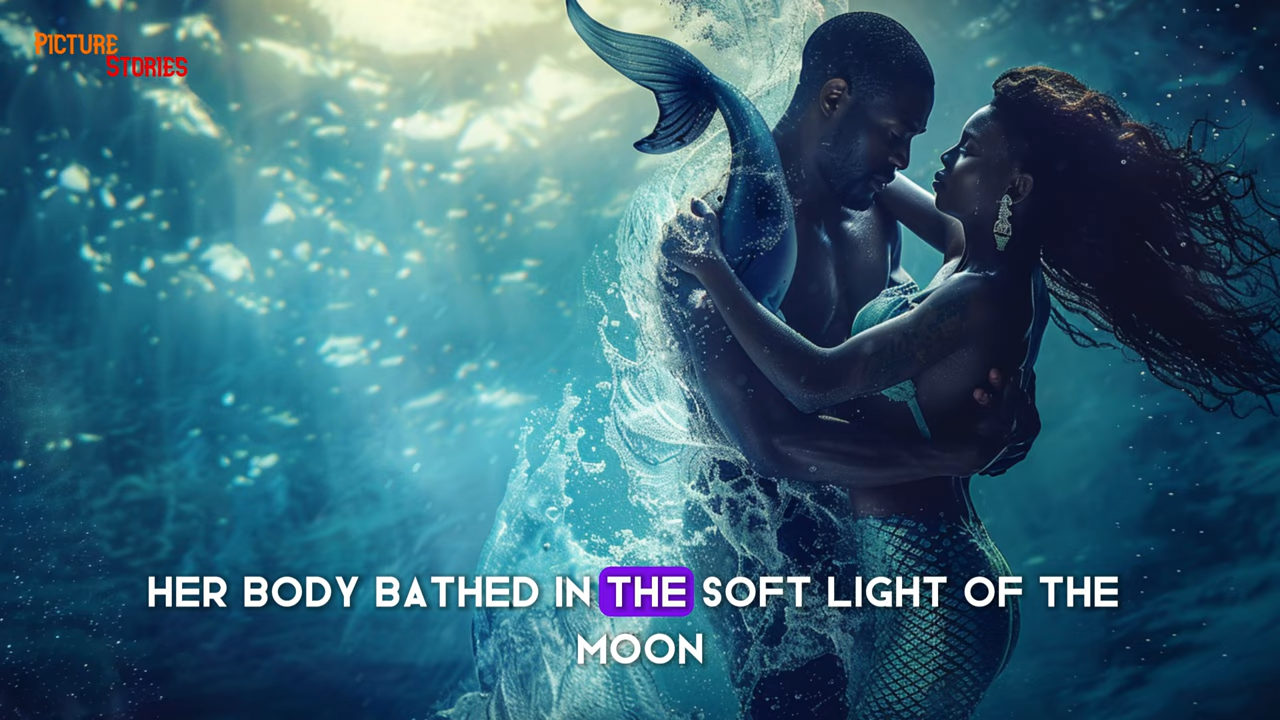 PICTURE
STORIES
HER BODY BATHED IN THE SOFT LIGHT OF THE
MOON